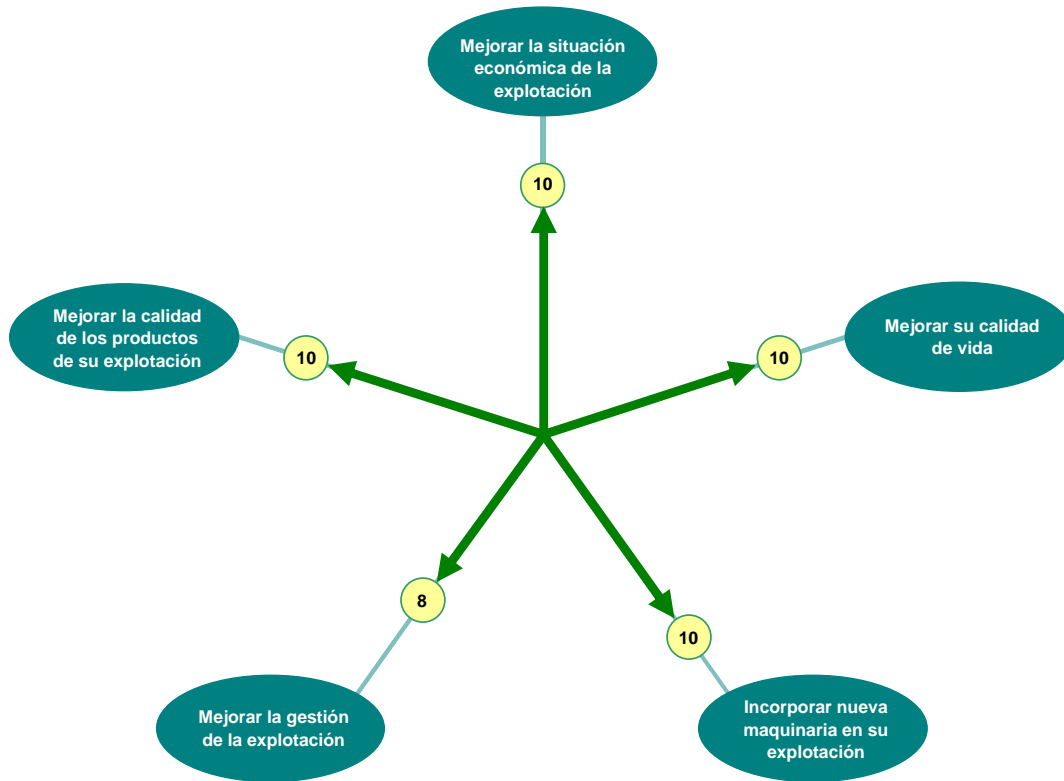 Mejorar la situación
económica de la
explotación
10
Mejorar la calidad
de los productos
de su explotación
10
10
Mejorar su calidad
de vida
8
10
Mejorar la gestión
de la explotación
Incorporar nueva
maquinaria en su
explotación